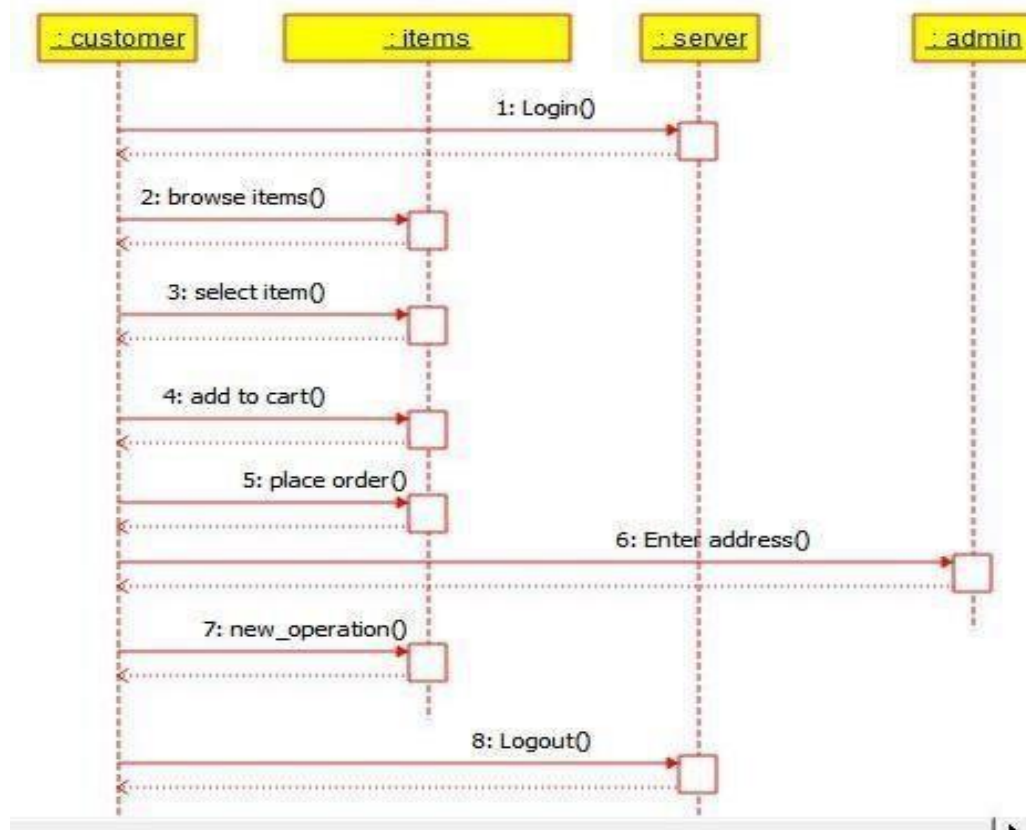 : customer
: items
: server
: admin
1: Login()
2: browse items()
3: select item()
4: add to cart()
5: place order()
6: Enter address()
7: new_operation()
8: Logout()